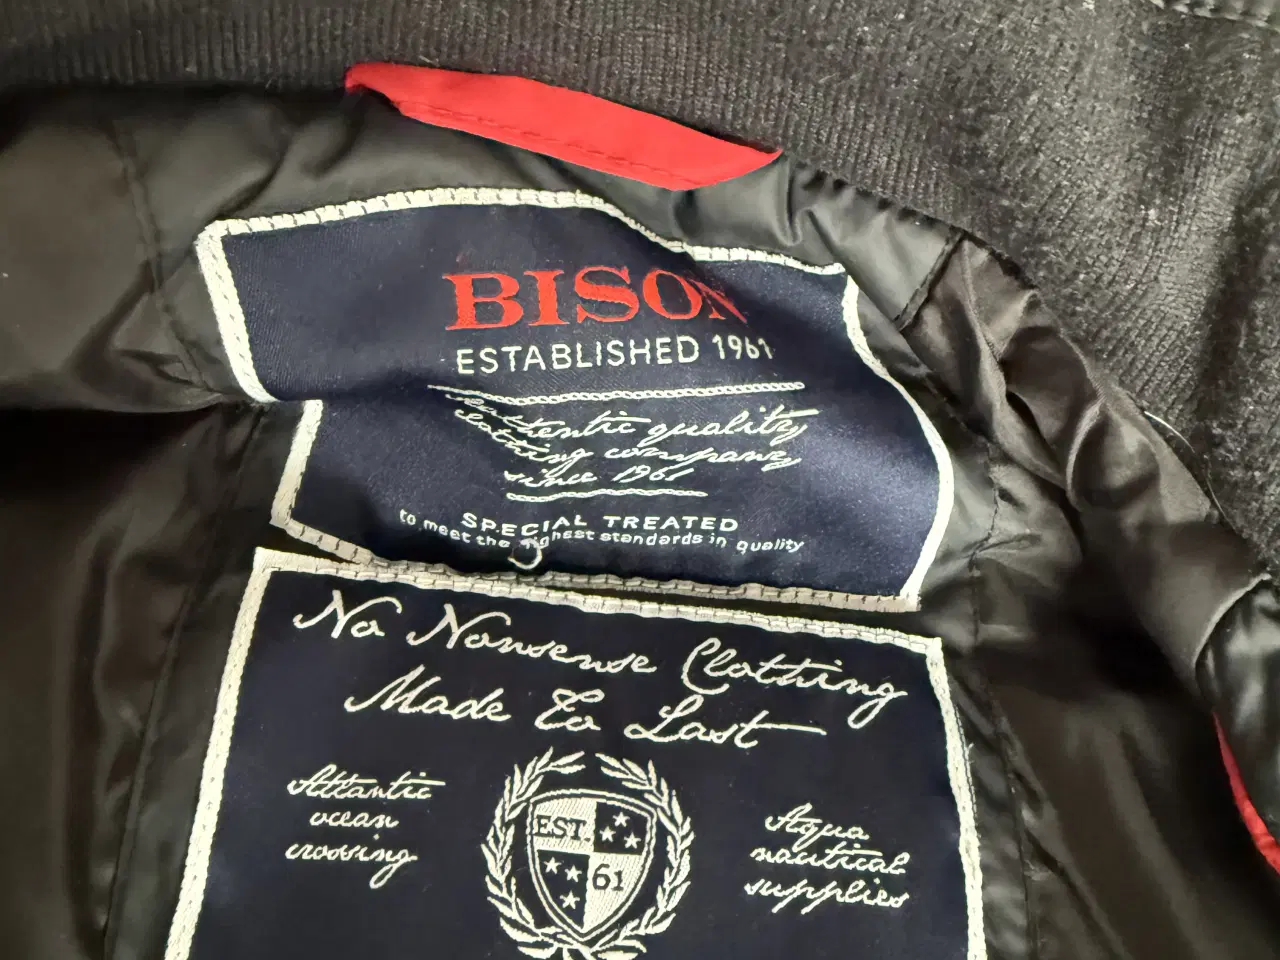 BISON
ESTABLISHED 1961
Authentic quality
clothing company
since 1961
SPECIAL TREATED
to meet the highest standards in quality
No Nonsense Clothing
Made To Last
Atlantic
ocean
crossing
EST.
61
Aqua
nautical
supplies